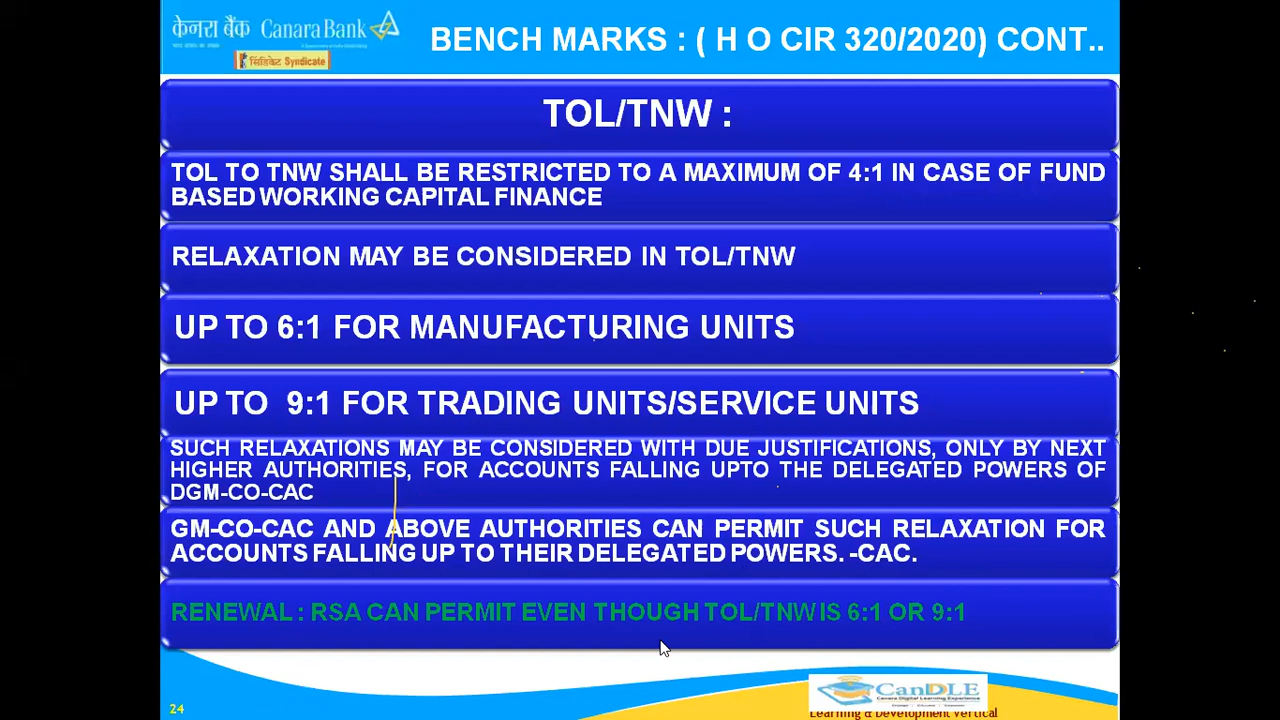 केनरा बैंक Canara Bank
सिंडिकेट Syndicate
BENCH MARKS : ( H O CIR 320/2020) CONT..
TOL/TNW :
TOL TO TNW SHALL BE RESTRICTED TO A MAXIMUM OF 4:1 IN CASE OF FUND
BASED WORKING CAPITAL FINANCE
RELAXATION MAY BE CONSIDERED IN TOL/TNW
UP TO 6:1 FOR MANUFACTURING UNITS
UP TO 9:1 FOR TRADING UNITS/SERVICE UNITS
SUCH RELAXATIONS MAY BE CONSIDERED WITH DUE JUSTIFICATIONS, ONLY BY NEXT
HIGHER AUTHORITIES, FOR ACCOUNTS FALLING UPTO THE DELEGATED POWERS OF
DGM-CO-CAC
GM-CO-CAC AND ABOVE AUTHORITIES CAN PERMIT SUCH RELAXATION FOR
ACCOUNTS FALLING UP TO THEIR DELEGATED POWERS. -CAC.
RENEWAL : RSA CAN PERMIT EVEN THOUGH TOL/TNW IS 6:1 OR 9:1
24
CanDLE
Canara Digital Learning Experience
Learning & Development Vertical